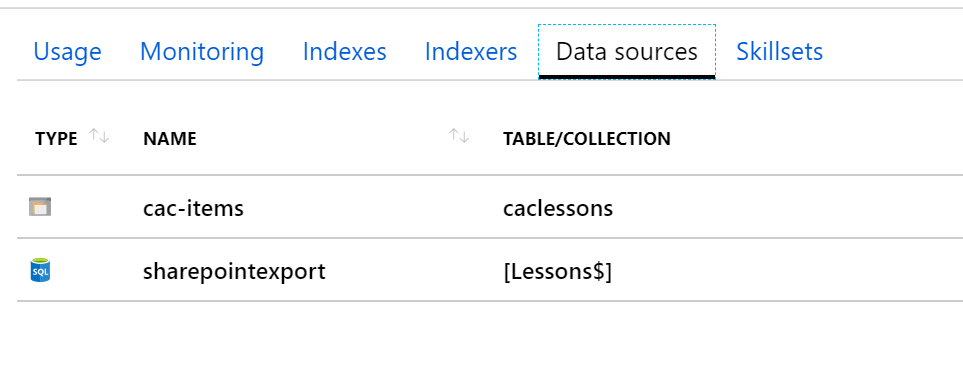 Usage Monitoring Indexes Indexers Data sources Skillsets
TYPE NAME TABLE/COLLECTION
cac-items caclessons
SQL sharepointexport [Lessons$]